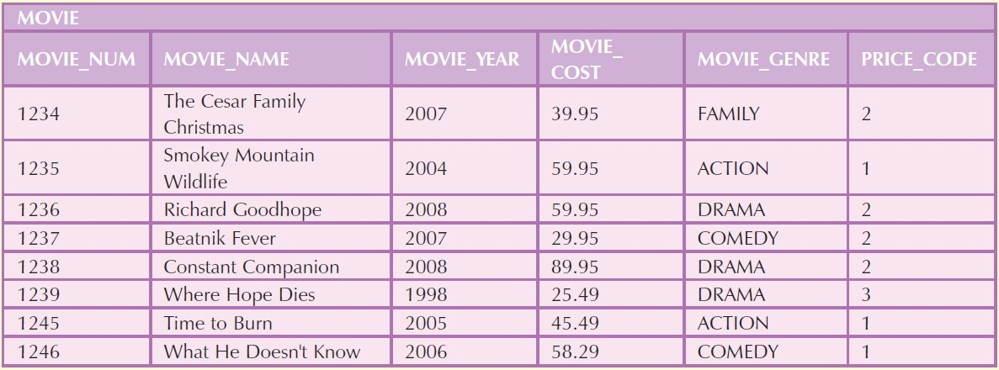 MOVIE
MOVIE_NUM MOVIE_NAME MOVIE_YEAR MOVIE_ COST MOVIE_GENRE PRICE_CODE
1234 The Cesar Family Christmas 2007 39.95 FAMILY 2
1235 Smokey Mountain Wildlife 2004 59.95 ACTION 1
1236 Richard Goodhope 2008 59.95 DRAMA 2
1237 Beatnik Fever 2007 29.95 COMEDY 2
1238 Constant Companion 2008 89.95 DRAMA 2
1239 Where Hope Dies 1998 25.49 DRAMA 3
1245 Time to Burn 2005 45.49 ACTION 1
1246 What He Doesn't Know 2006 58.29 COMEDY 1